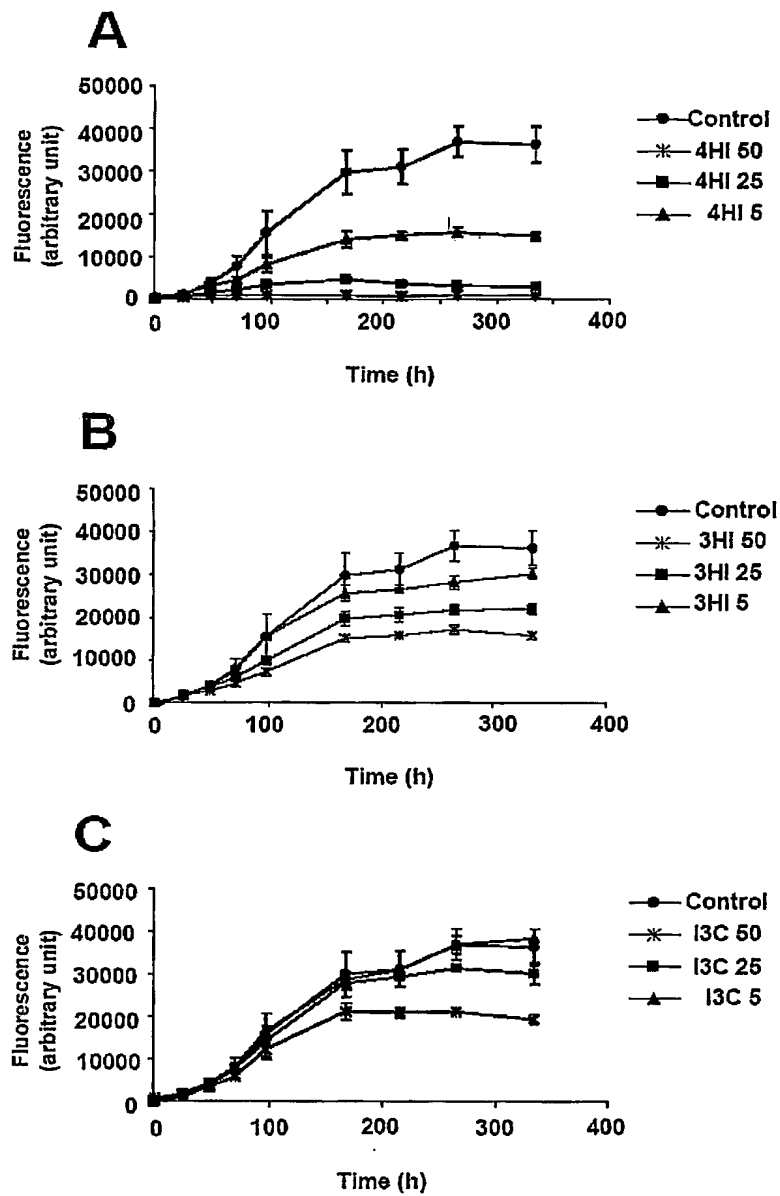 A
50000
40000
30000
20000
10000
0
Fluorescence
(arbitrary unit)
0 100 200 300 400
Time (h)
Control
4HI 50
4HI 25
4HI 5
B
50000
40000
30000
20000
10000
0
Fluorescence
(arbitrary unit)
0 100 200 300 400
Time (h)
Control
3HI 50
3HI 25
3HI 5
C
50000
40000
30000
20000
10000
0
Fluorescence
(arbitrary unit)
0 100 200 300 400
Time (h)
Control
I3C 50
I3C 25
I3C 5